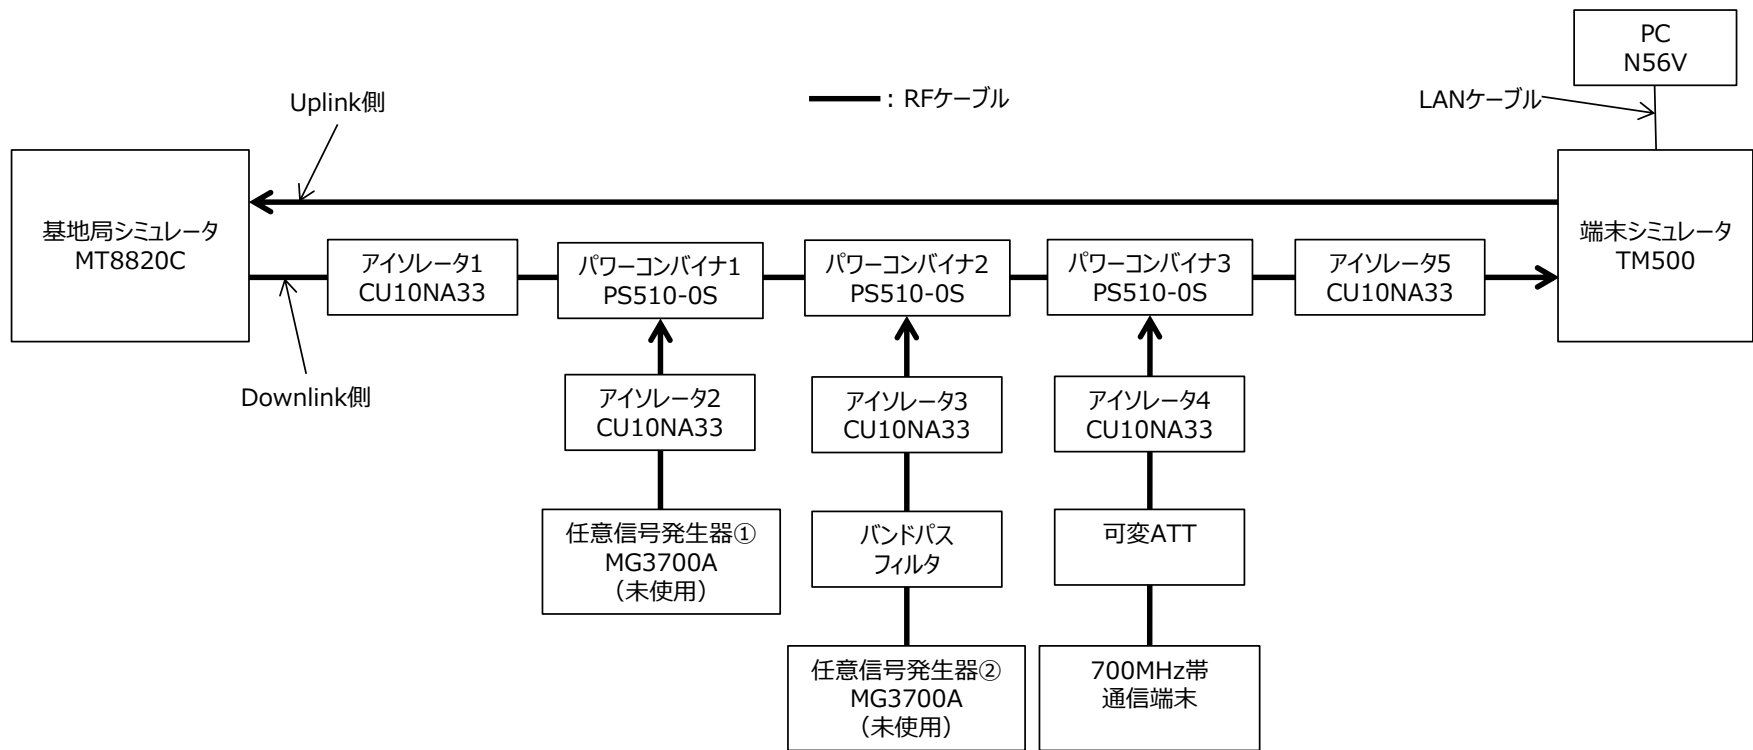 PC
N56V
Uplink側
: RFケーブル
LANケーブル
基地局シミュレータ
MT8820C
端末シミュレータ
TM500
アイソレータ1
CU10NA33
パワーコンバイナ1
PS510-0S
パワーコンバイナ2
PS510-0S
パワーコンバイナ3
PS510-0S
アイソレータ5
CU10NA33
Downlink側
アイソレータ2
CU10NA33
アイソレータ3
CU10NA33
アイソレータ4
CU10NA33
任意信号発生器①
MG3700A
（未使用）
バンドパス
フィルタ
可変ATT
任意信号発生器②
MG3700A
（未使用）
700MHz帯
通信端末